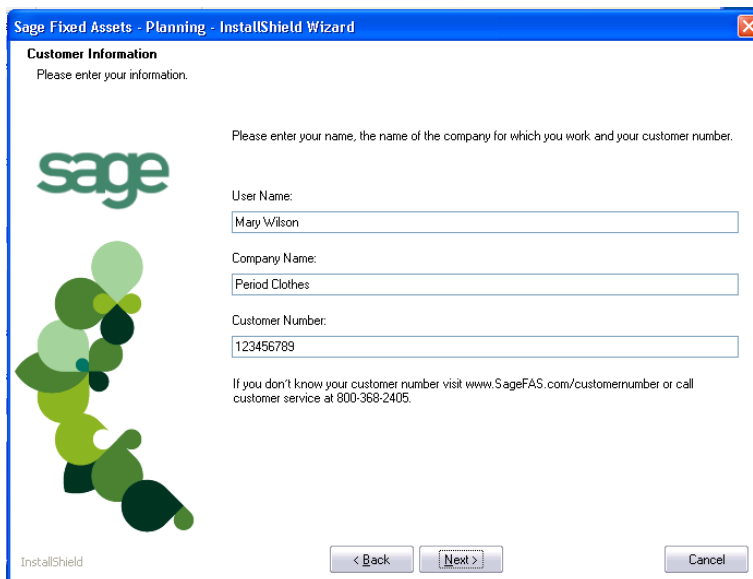 Sage Fixed Assets - Planning - InstallShield Wizard
Customer Information
Please enter your information.
Please enter your name, the name of the company for which you work and your customer number.
sage
User Name:
Mary Wilson
Company Name:
Period Clothes
Customer Number:
123456789
If you don't know your customer number visit www.SageFAS.com/customernumber or call
customer service at 800-368-2405.
InstallShield
< Back
Next >
Cancel